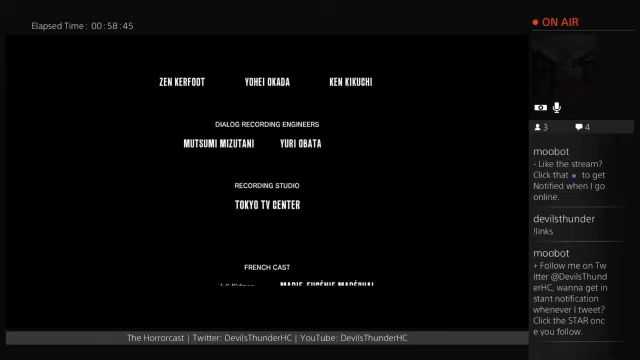 Elapsed Time : 00:58:45
ON AIR
ZEN KERFOOT YOHEI OKADA KEN KIKUCHI
DIALOG RECORDING ENGINEERS
MUTSUMI MIZUTANI YURI OBATA
RECORDING STUDIO
TOKYO TV CENTER
FRENCH CAST
MARIE-EUGÉNIE MARÉCHAL
3 4
moobot
- Like the stream?
Click that to get
Notified when I go
online.
devilsthunder
!links
moobot
+ Follow me on Tw
itter @DevilsThund
erHC, wanna get in
stant notification
whenever I tweet?
Click the STAR onc
e you follow.
The Horrorcast | Twitter: DevilsThunderHC | YouTube: DevilsThunderHC